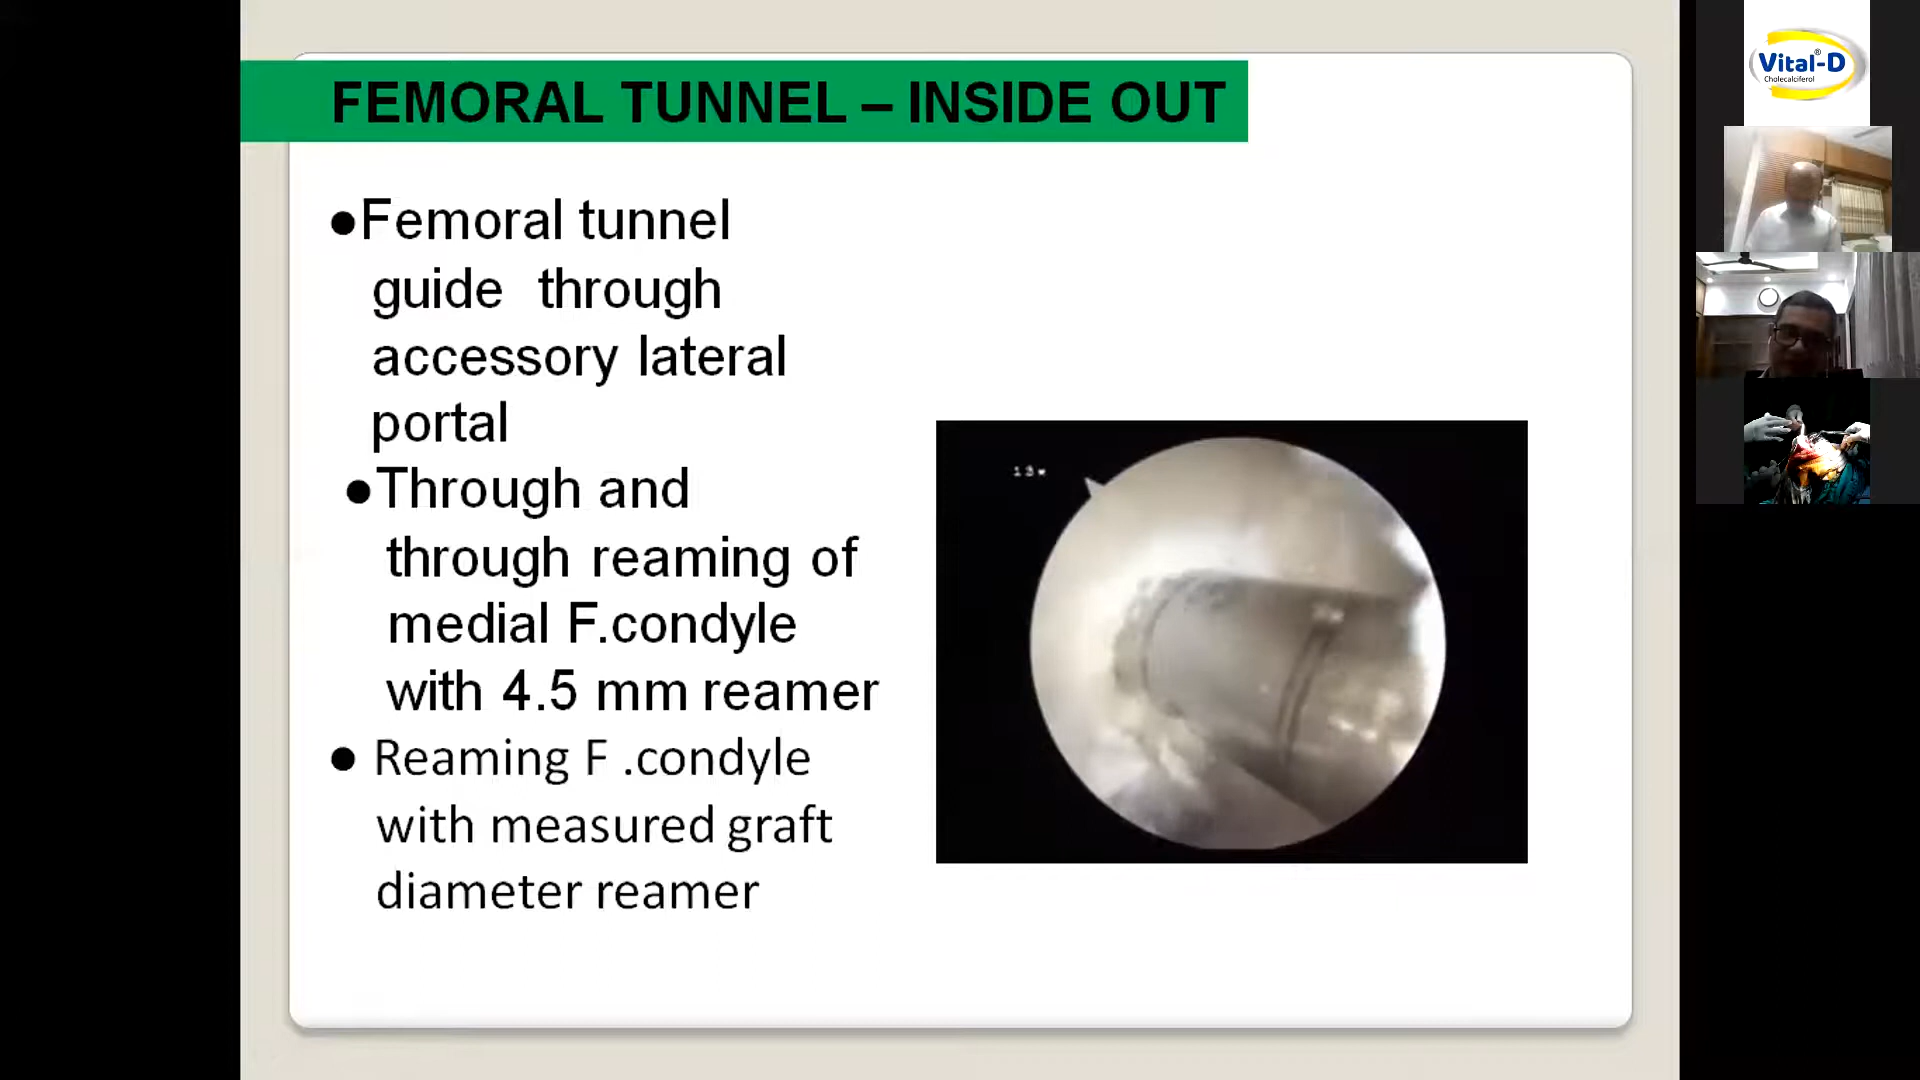 FEMORAL TUNNEL – INSIDE OUT
●Femoral tunnel
guide through
accessory lateral
portal
●Through and
through reaming of
medial F.condyle
with 4.5 mm reamer
● Reaming F .condyle
with measured graft
diameter reamer
Vital-D®
Cholecalciferol